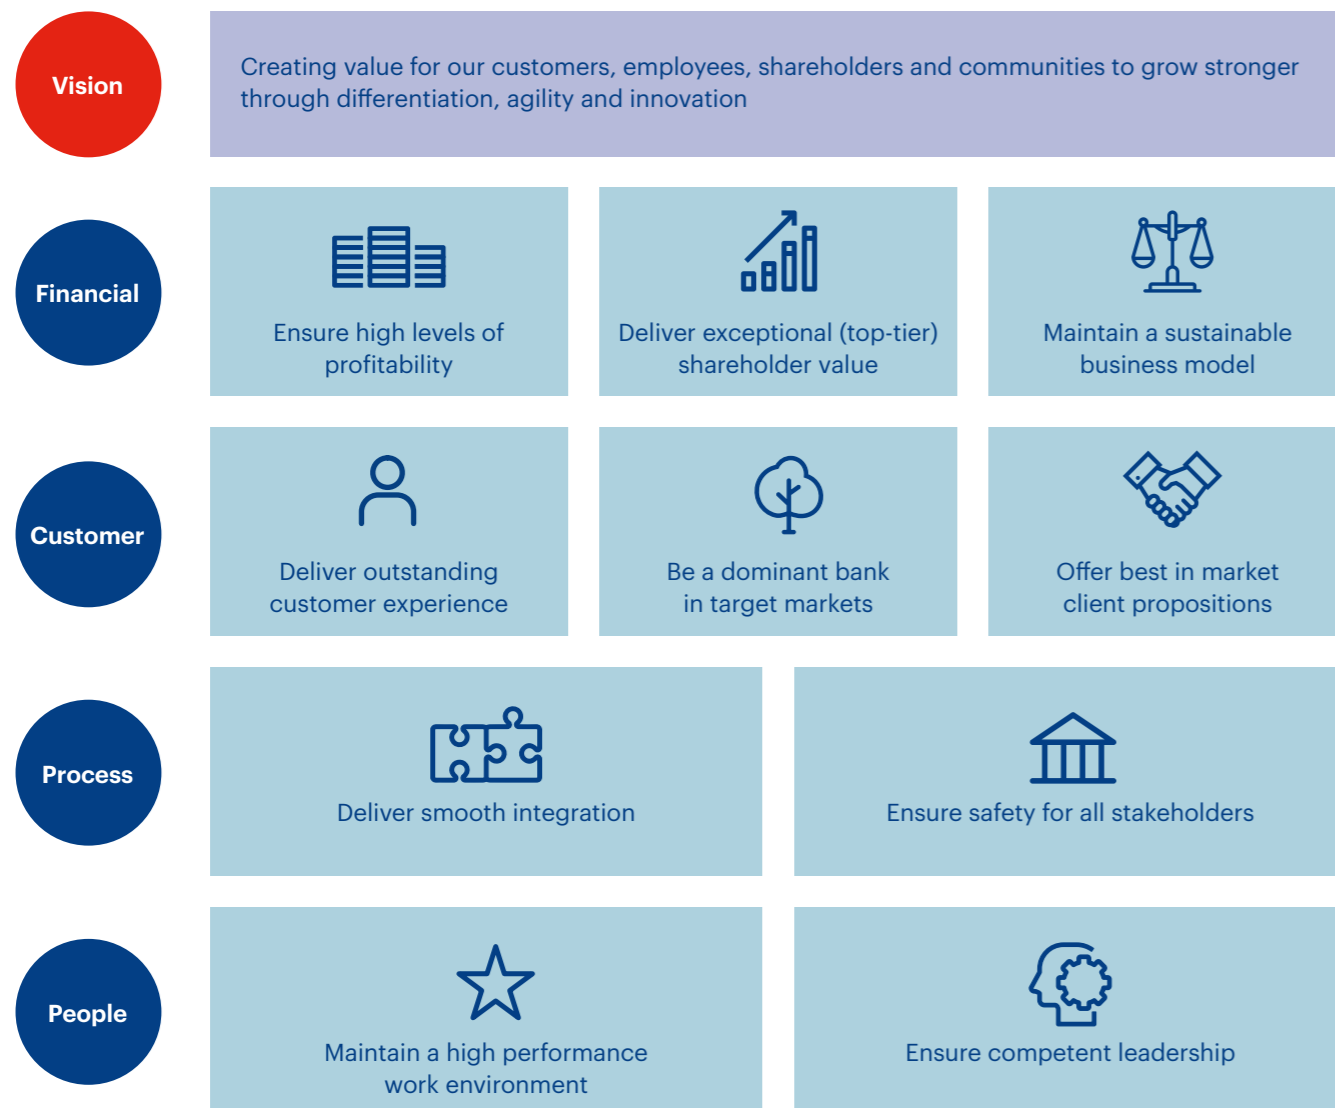 Vision
Creating value for our customers, employees, shareholders and communities to grow stronger
through differentiation, agility and innovation
Financial
Ensure high levels of
profitability
Deliver exceptional (top-tier)
shareholder value
Maintain a sustainable
business model
Customer
Deliver outstanding
customer experience
Be a dominant bank
in target markets
Offer best in market
client propositions
Process
Deliver smooth integration
Ensure safety for all stakeholders
People
Maintain a high performance
work environment
Ensure competent leadership